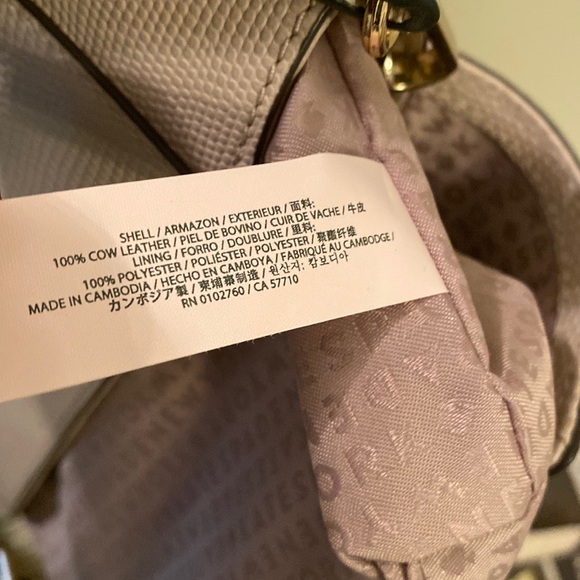 SHELL / ARMAZON / EXTERIEUR / 面料:
100% COW LEATHER / PIEL DE BOVINO / CUIR DE VACHE / 牛皮
LINING / FORRO / DOUBLURE / 里料:
100% POLYESTER / POLIÉSTER / POLYESTER / 聚酯纤维
MADE IN CAMBODIA / HECHO EN CAMBOYA / FABRIQUÉ AU CAMBODGE /
カンボジア製 / 柬埔寨制造 / 원산지: 캄보디아
RN 0102760 / CA 57710